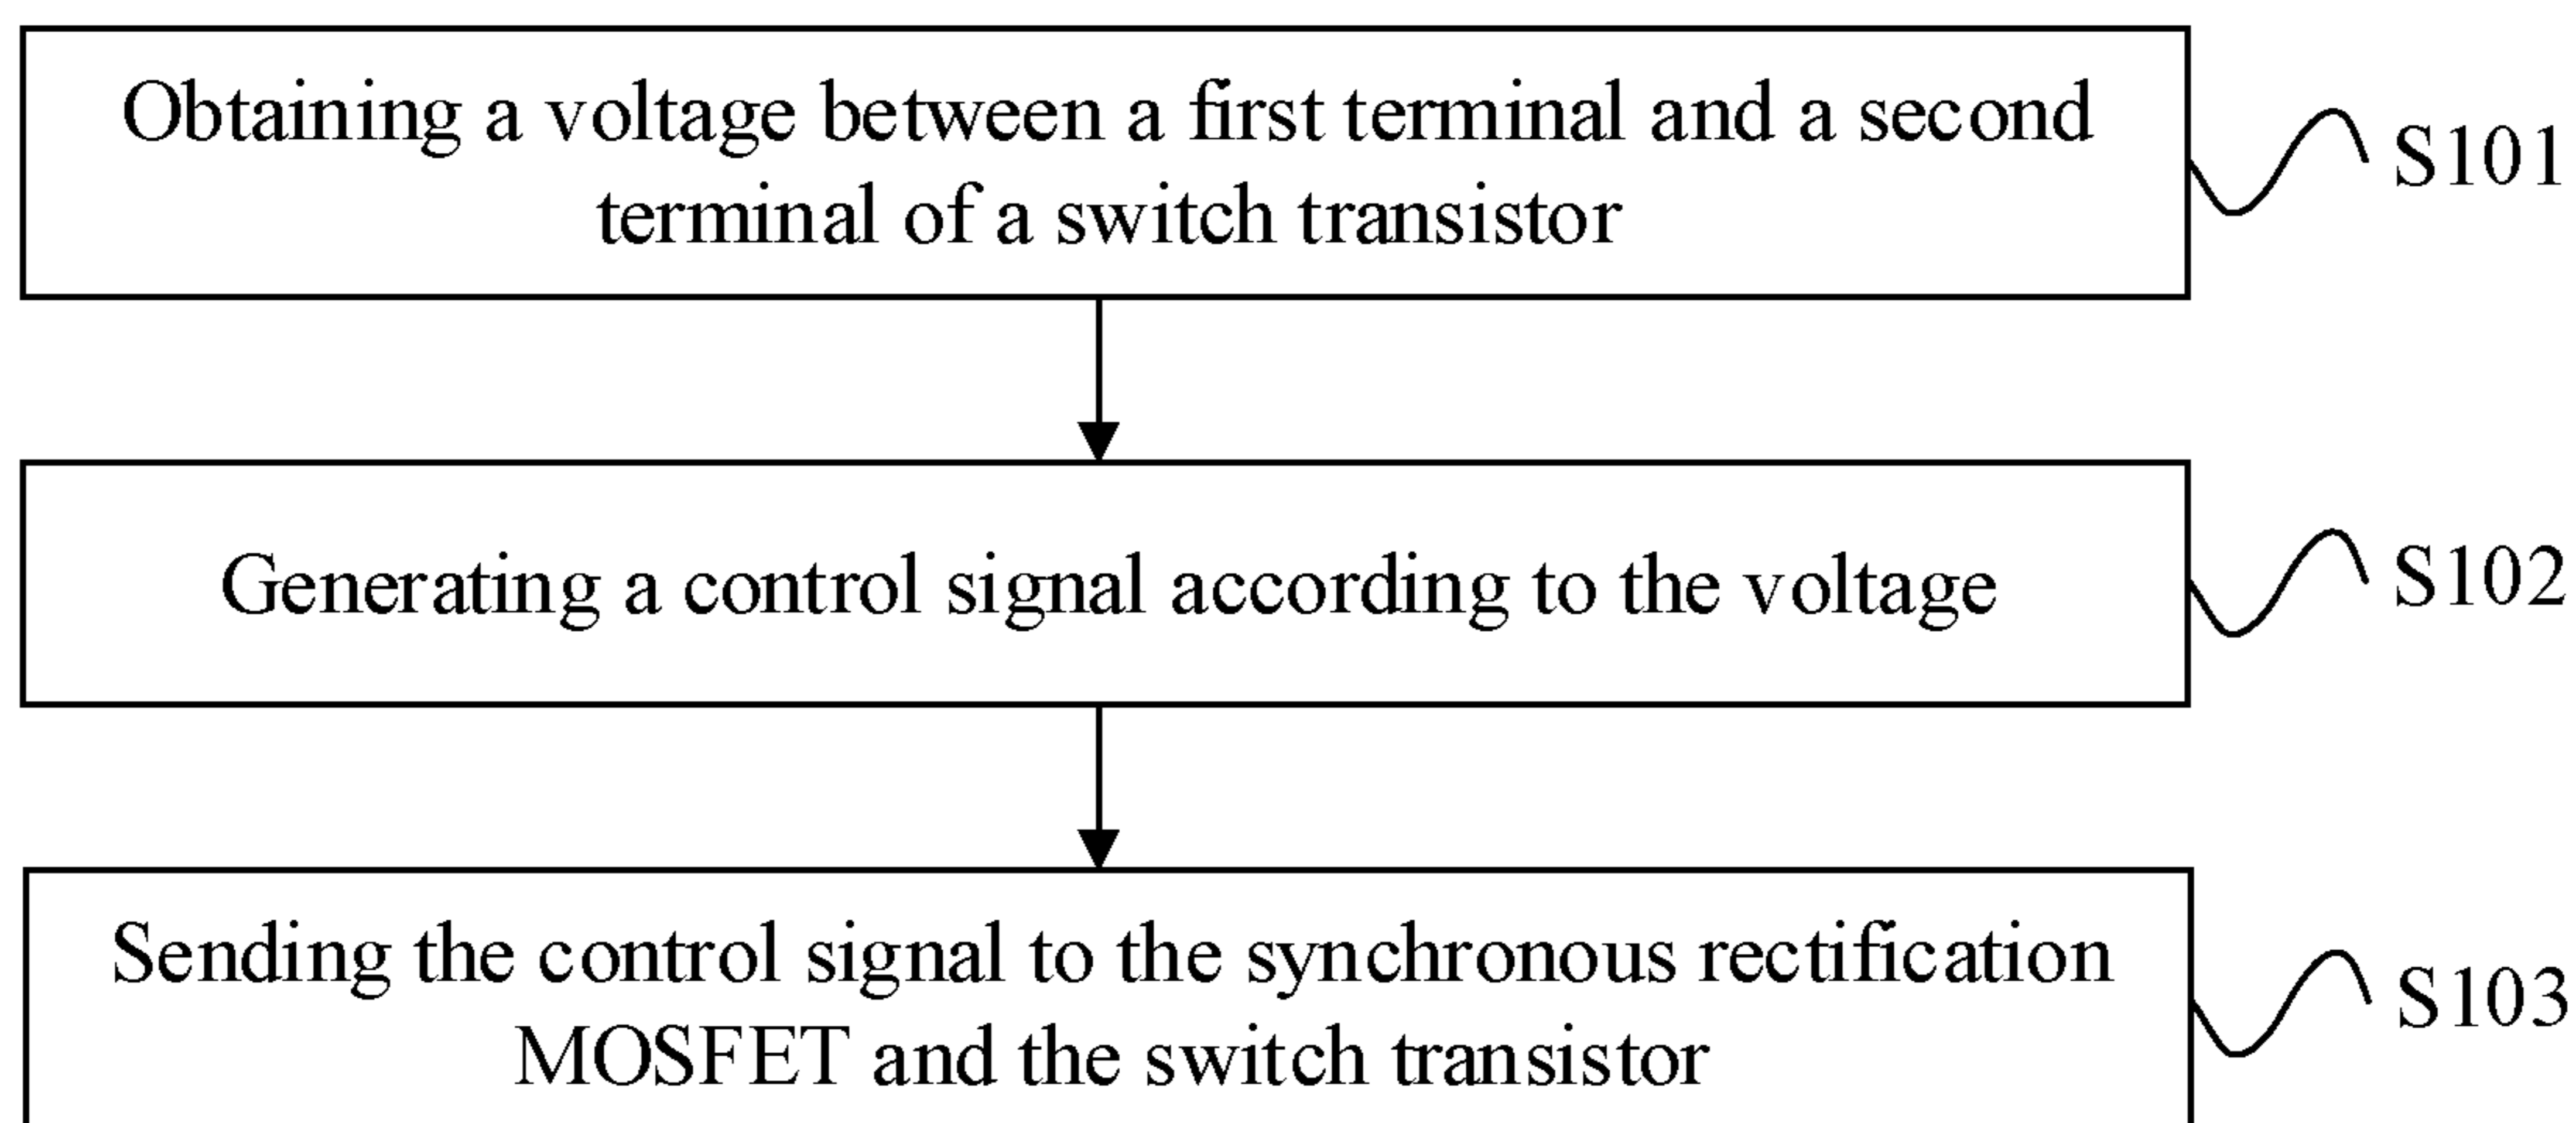 Obtaining a voltage between a first terminal and a second
terminal of a switch transistor
S101
Generating a control signal according to the voltage
S102
Sending the control signal to the synchronous rectification
MOSFET and the switch transistor
S103